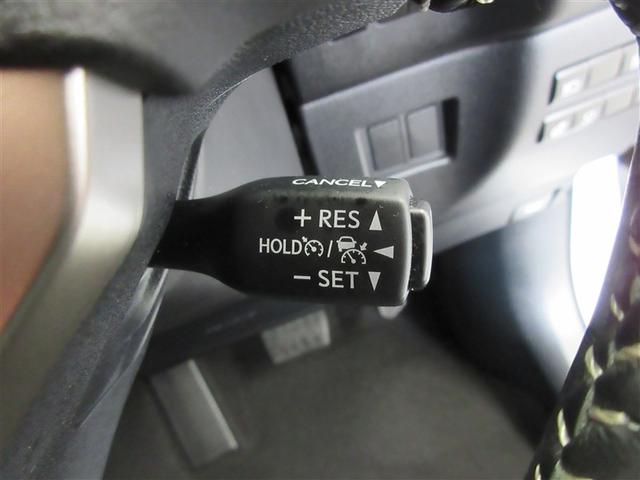 CANCEL▼
+ RES ▲
HOLD / ◀
− SET ▼